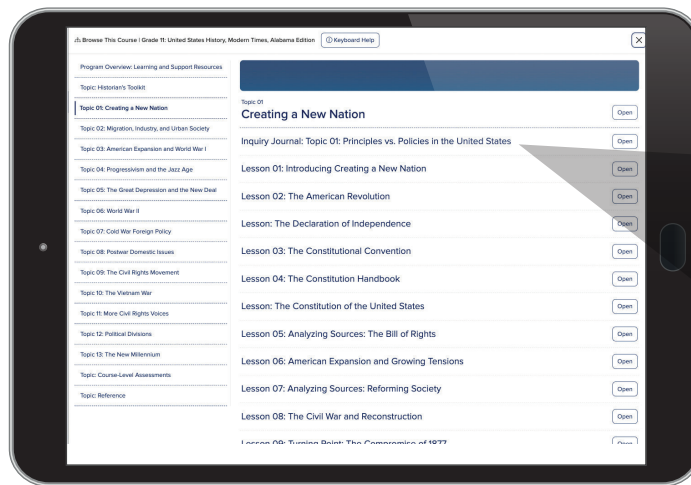 Browse This Course | Grade 11: United States History, Modern Times, Alabama Edition
Keyboard Help
Program Overview: Learning and Support Resources
Topic: Historian's Toolkit
Topic 01: Creating a New Nation
Topic 02: Migration, Industry, and Urban Society
Topic 03: American Expansion and World War I
Topic 04: Progressivism and the Jazz Age
Topic 05: The Great Depression and the New Deal
Topic 06: World War II
Topic 07: Cold War Foreign Policy
Topic 08: Postwar Domestic Issues
Topic 09: The Civil Rights Movement
Topic 10: The Vietnam War
Topic 11: More Civil Rights Voices
Topic 12: Political Divisions
Topic 13: The New Millennium
Topic: Course-Level Assessments
Topic: Reference
Topic 01
Creating a New Nation Open
Inquiry Journal: Topic 01: Principles vs. Policies in the United States Open
Lesson 01: Introducing Creating a New Nation Open
Lesson 02: The American Revolution Open
Lesson: The Declaration of Independence Open
Lesson 03: The Constitutional Convention Open
Lesson 04: The Constitution Handbook Open
Lesson: The Constitution of the United States Open
Lesson 05: Analyzing Sources: The Bill of Rights Open
Lesson 06: American Expansion and Growing Tensions Open
Lesson 07: Analyzing Sources: Reforming Society Open
Lesson 08: The Civil War and Reconstruction Open
Lesson 09: Turning Point: The Compromise of 1877 Open